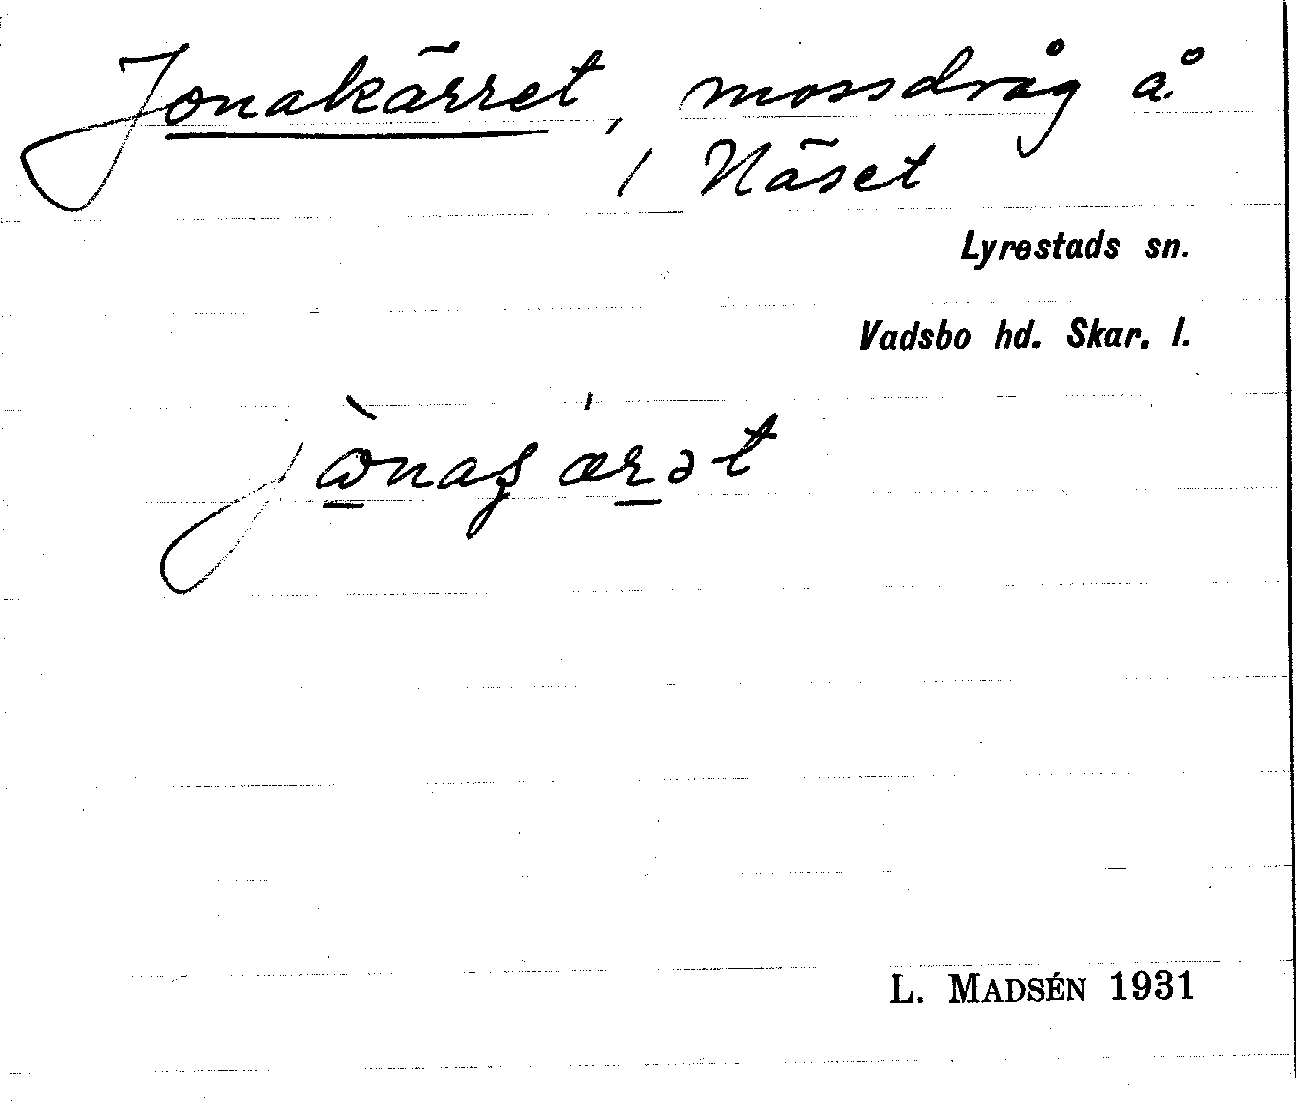 Jonakärret, mossdråg å
/ Näset
Lyrestads sn.
Vadsbo hd. Skar. l.
L. MADSÉN 1931